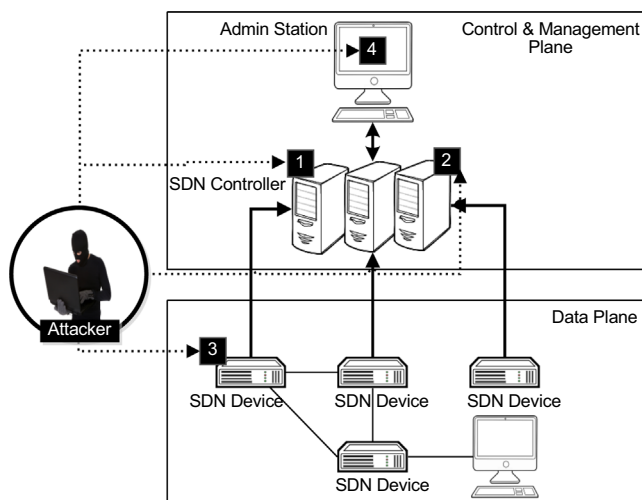 Admin Station
Control & Management
Plane
4
1
2
SDN Controller
Attacker
Data Plane
3
SDN Device
SDN Device
SDN Device
SDN Device